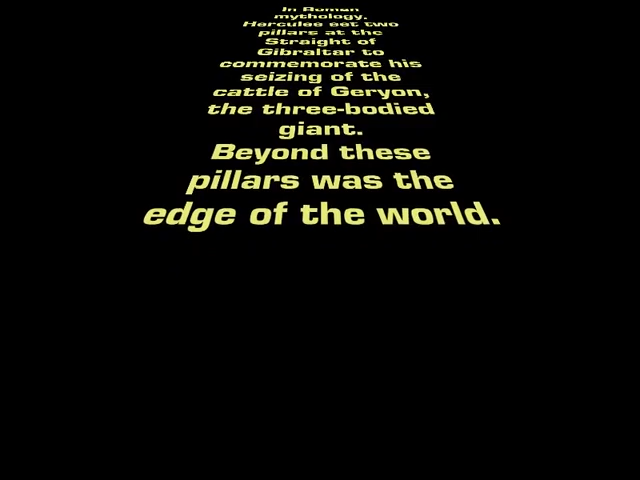 In Roman
mythology,
Hercules set two
pillars at the
Straight of
Gibraltar to
commemorate his
seizing of the
cattle of Geryon,
the three-bodied
giant.
Beyond these
pillars was the
edge of the world.